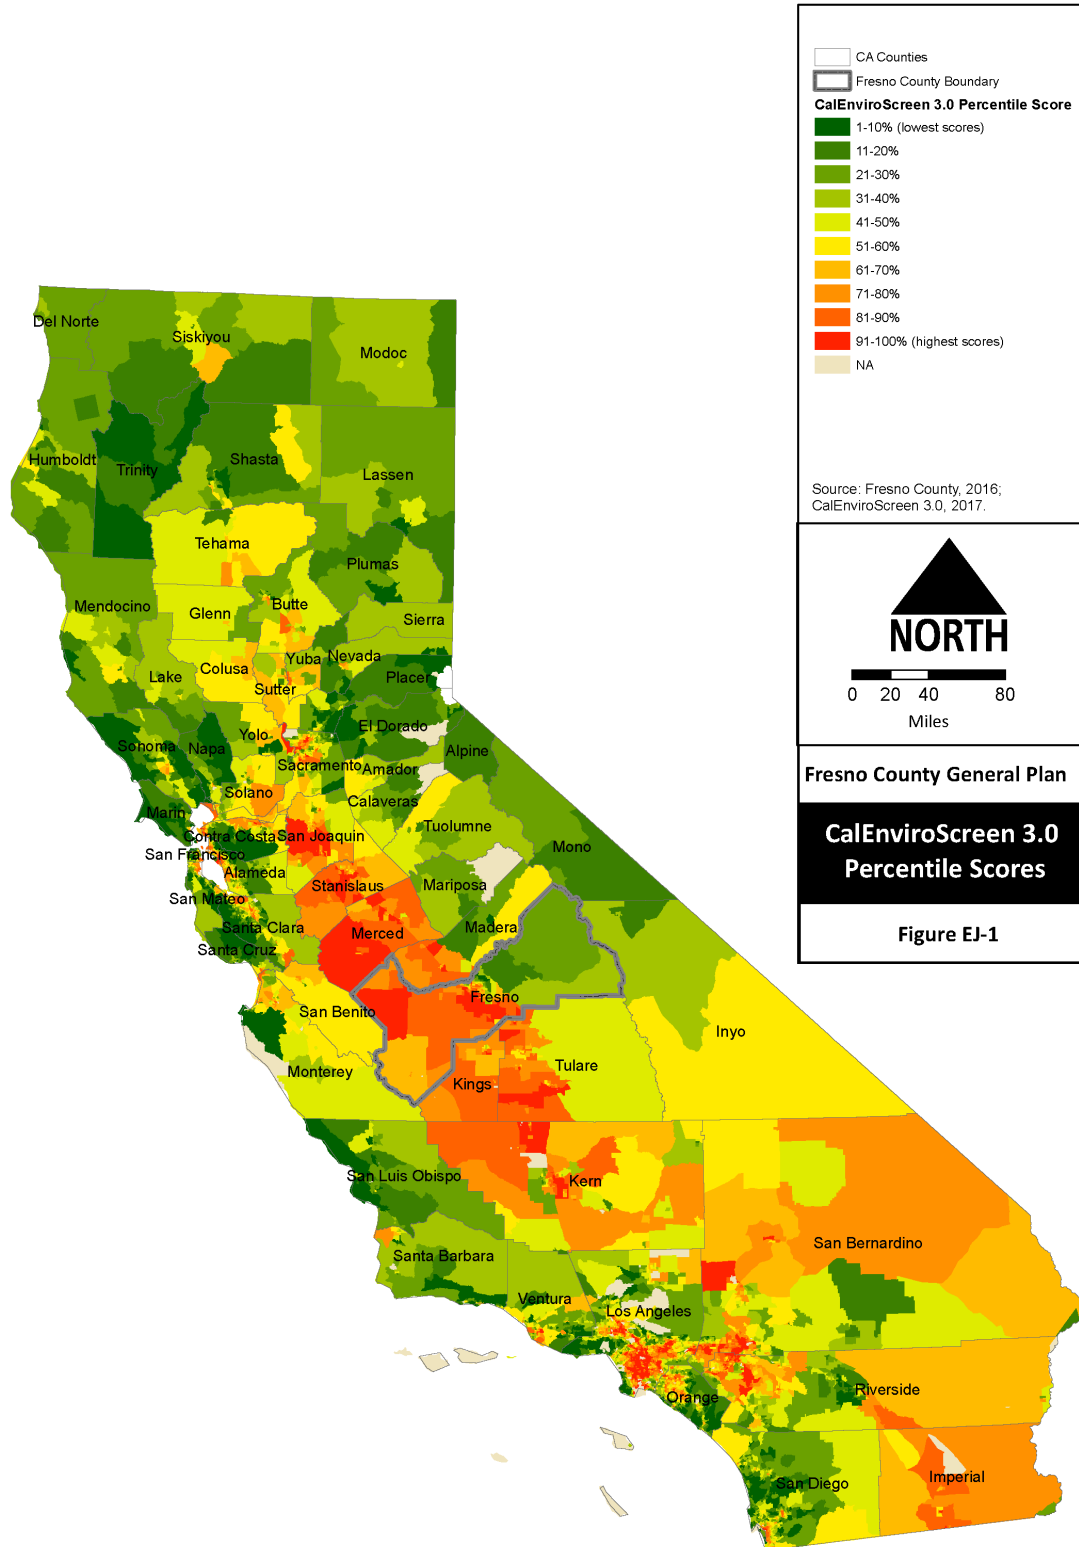 CA Counties
Fresno County Boundary
CalEnviroScreen 3.0 Percentile Score
1-10% (lowest scores)
11-20%
21-30%
31-40%
41-50%
51-60%
61-70%
71-80%
81-90%
91-100% (highest scores)
NA
Source: Fresno County, 2016;
CalEnviroScreen 3.0, 2017.
NORTH
0 20 40 80
Miles
Fresno County General Plan
CalEnviroScreen 3.0
Percentile Scores
Figure EJ-1
Del Norte
Siskiyou
Modoc
Humboldt
Trinity
Shasta
Lassen
Tehama
Plumas
Mendocino
Glenn
Butte
Sierra
Lake
Colusa
Yuba
Nevada
Sutter
Placer
Sonoma
Napa
Yolo
El Dorado
Alpine
Sacramento
Amador
Solano
Calaveras
Marin
Tuolumne
Contra Costa
San Joaquin
San Francisco
Mono
Alameda
Stanislaus
Mariposa
San Mateo
Santa Clara
Merced
Madera
Santa Cruz
Fresno
San Benito
Inyo
Monterey
Kings
Tulare
San Luis Obispo
Kern
Santa Barbara
San Bernardino
Ventura
Los Angeles
Orange
Riverside
San Diego
Imperial